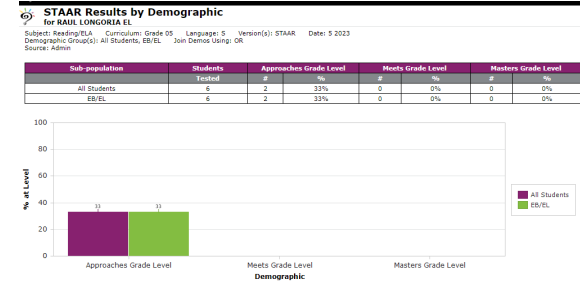 STAAR Results by Demographic
for RAUL LONGORIA EL
Subject: Reading/ELA Curriculum: Grade 05 Language: S Version(s): STAAR Date: 5 2023
Demographic Group(s): All Students, EB/EL Join Demos Using: OR
Source: Admin
Sub-population Students Approaches Grade Level Meets Grade Level Masters Grade Level
Tested # % # % # %
All Students 6 2 33% 0 0% 0 0%
EB/EL 6 2 33% 0 0% 0 0%
100
80
60
40
20
0
% at Level
33 33
All Students
EB/EL
Approaches Grade Level Meets Grade Level Masters Grade Level
Demographic